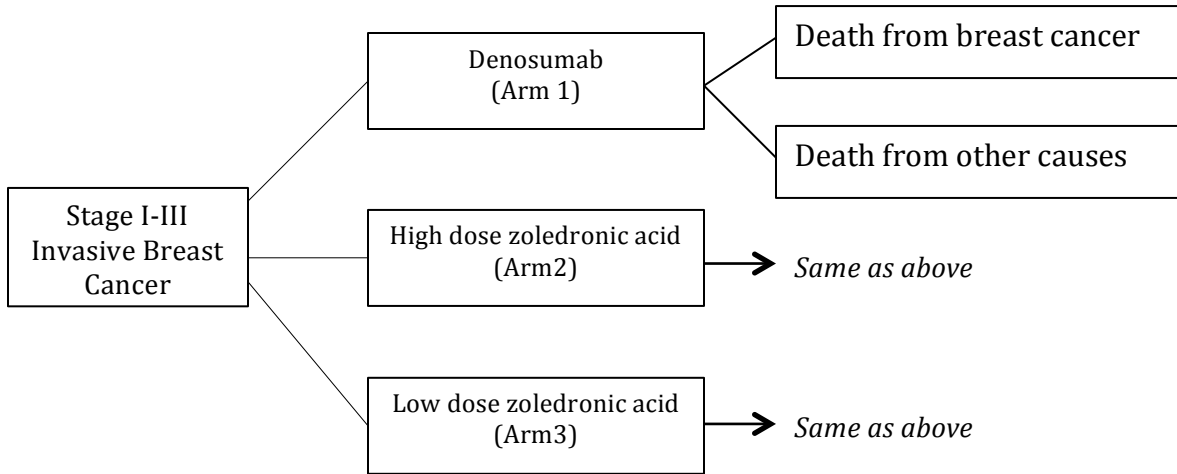 Stage I-III
Invasive Breast
Cancer
Denosumab
(Arm 1)
Death from breast cancer
Death from other causes
High dose zoledronic acid
(Arm2)
Same as above
Low dose zoledronic acid
(Arm3)
Same as above